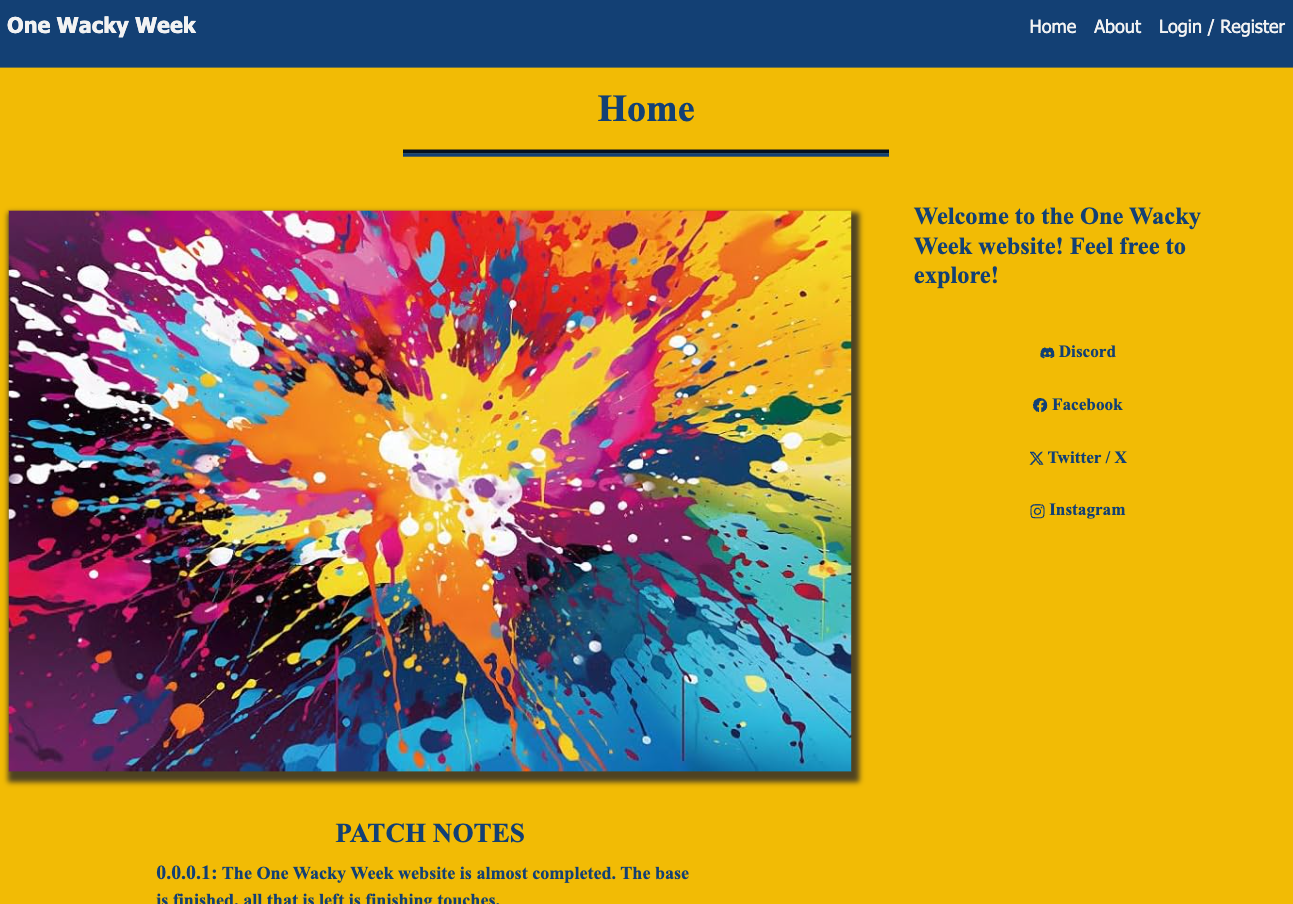 One Wacky Week
Home About Login / Register
Home
Welcome to the One Wacky
Week website! Feel free to
explore!
Discord
Facebook
Twitter / X
Instagram
PATCH NOTES
0.0.0.1: The One Wacky Week website is almost completed. The base
is finished, all that is left is finishing touches.